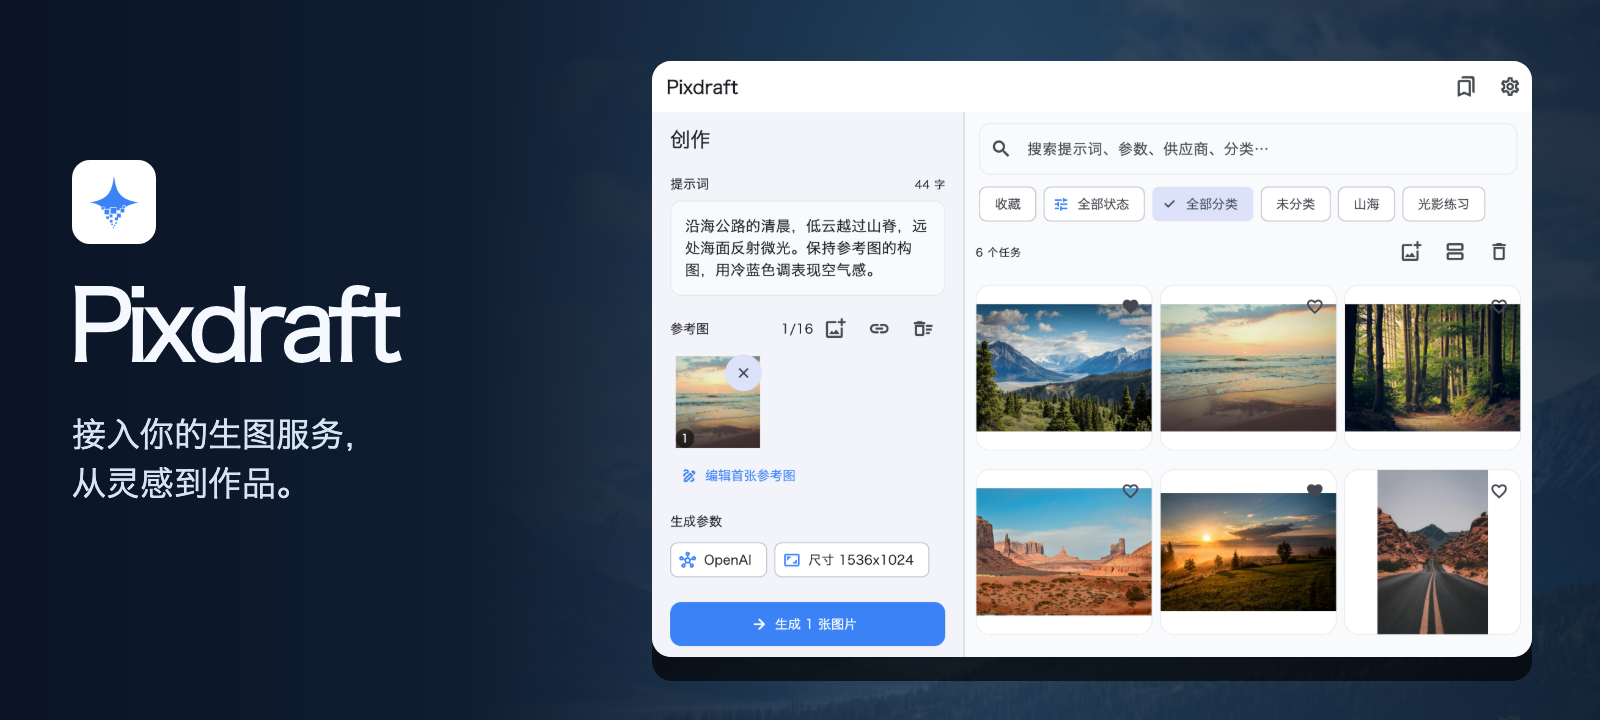 Pixdraft
接入你的生图服务，
从灵感到作品。
Pixdraft
创作
提示词
44 字
沿海公路的清晨，低云越过山脊，远
处海面反射微光。保持参考图的构
图，用冷蓝色调表现空气感。
参考图
1/16
1
编辑首张参考图
生成参数
OpenAI
尺寸 1536x1024
生成 1 张图片
搜索提示词、参数、供应商、分类…
收藏
全部状态
全部分类
未分类
山海
光影练习
6 个任务